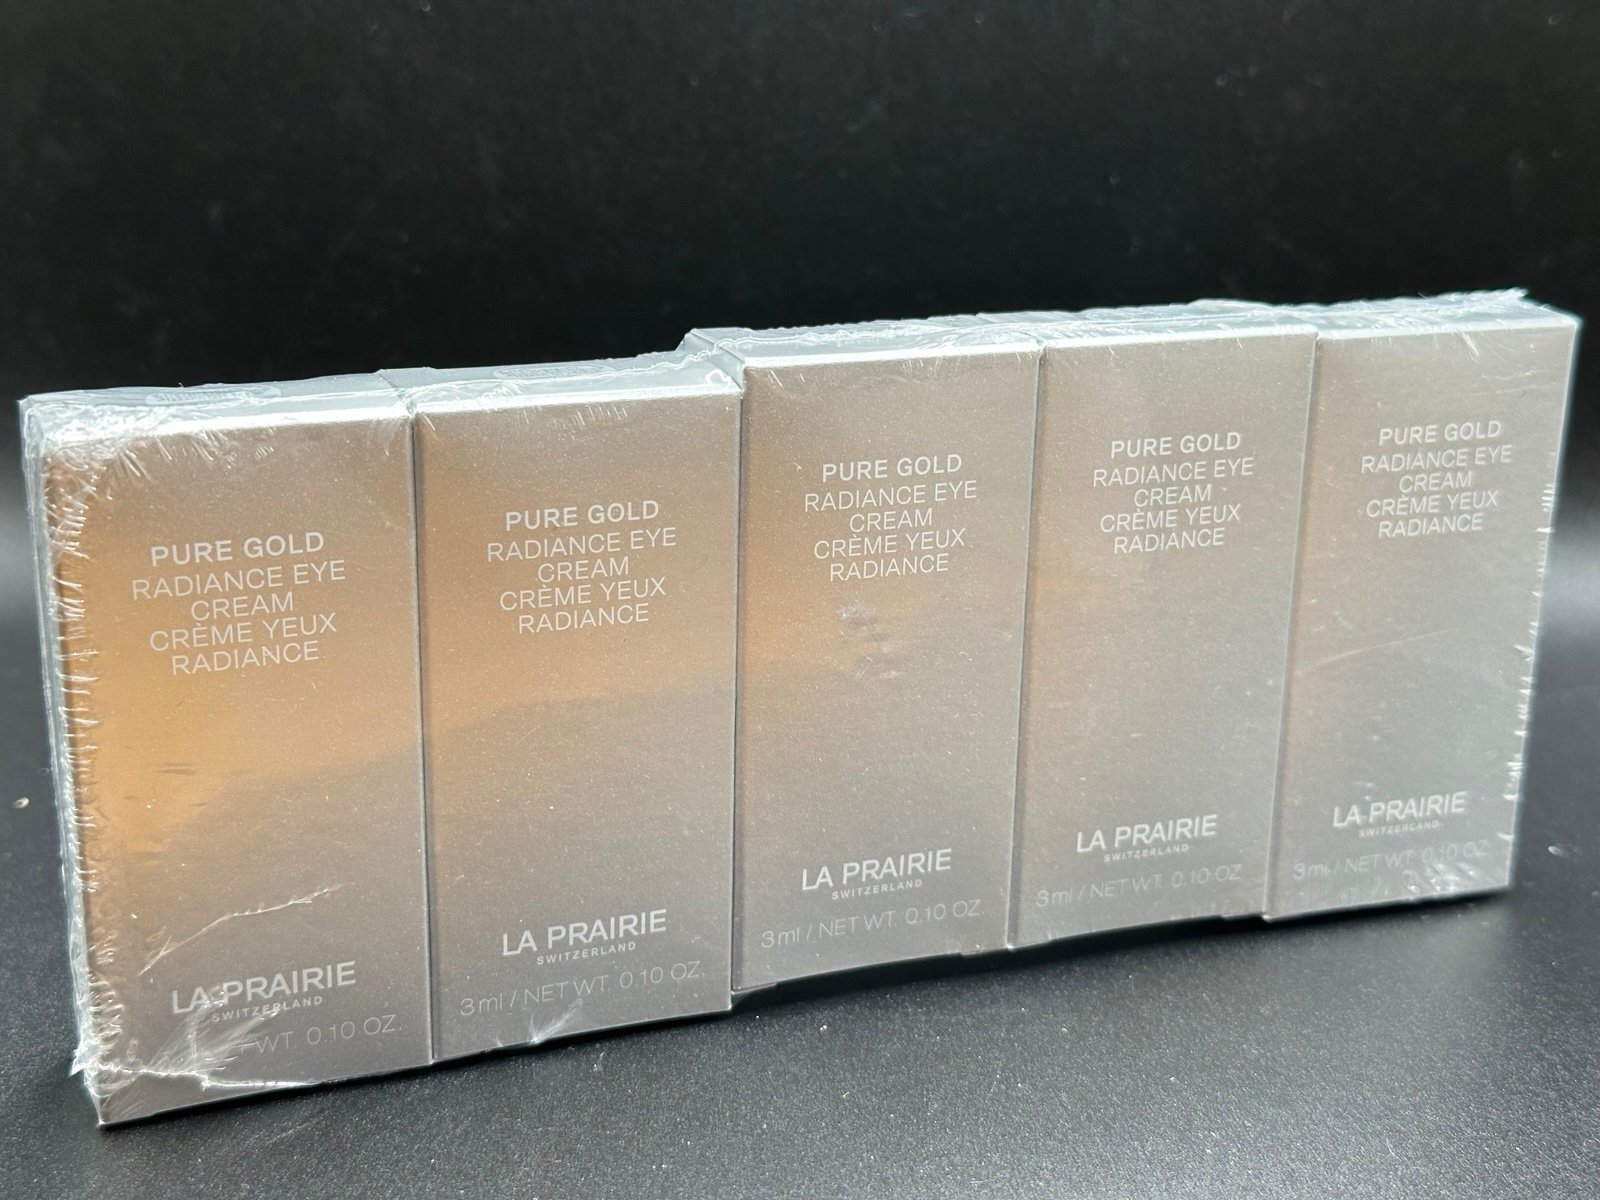 PURE GOLD
RADIANCE EYE
CREAM
CRÈME YEUX
RADIANCE
LA PRAIRIE
SWITZERLAND
WT. 0.10 OZ.
PURE GOLD
RADIANCE EYE
CREAM
CRÈME YEUX
RADIANCE
LA PRAIRIE
SWITZERLAND
3 ml / NET WT. 0.10 OZ.
PURE GOLD
RADIANCE EYE
CREAM
CRÈME YEUX
RADIANCE
LA PRAIRIE
SWITZERLAND
3 ml / NET WT. 0.10 OZ.
PURE GOLD
RADIANCE EYE
CREAM
CRÈME YEUX
RADIANCE
LA PRAIRIE
SWITZERLAND
3 ml / NET WT. 0.10 OZ.
PURE GOLD
RADIANCE EYE
CREAM
CRÈME YEUX
RADIANCE
LA PRAIRIE
SWITZERLAND
3 ml / NET WT. 0.10 OZ.